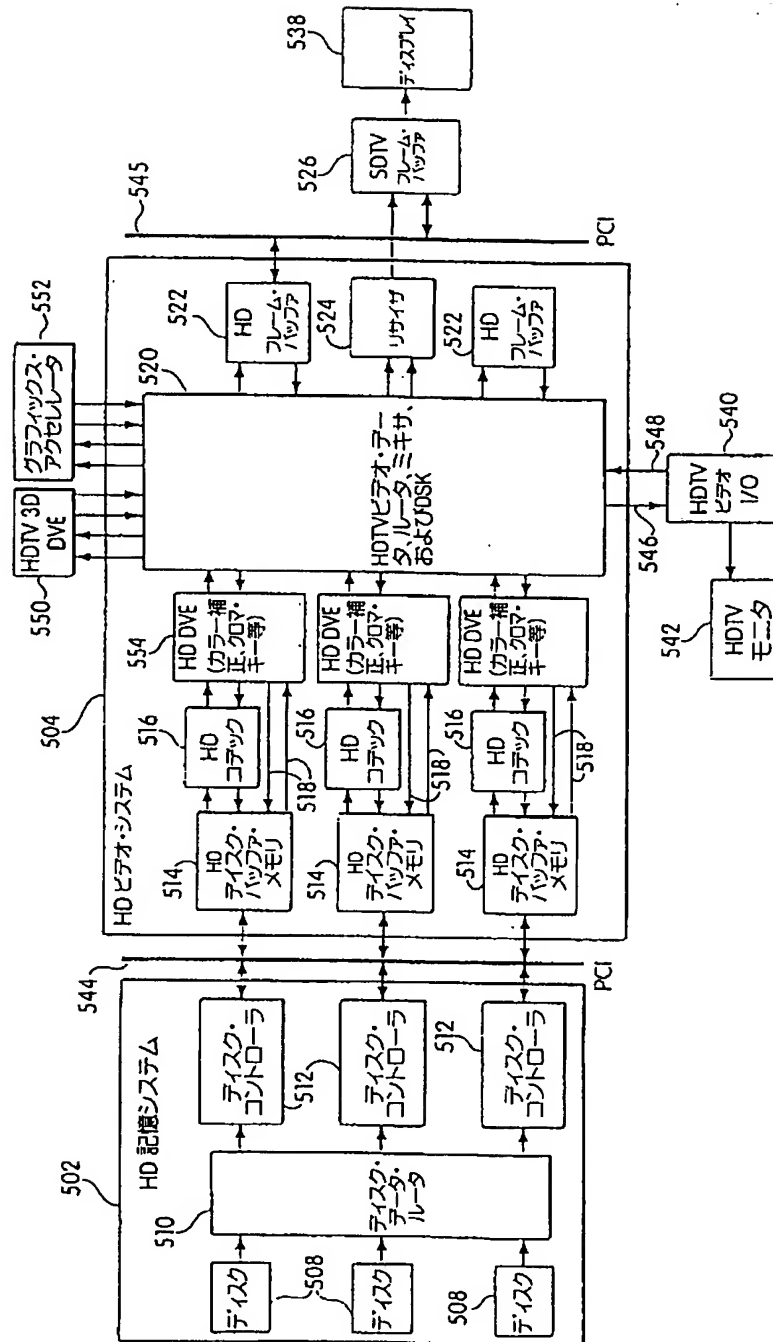 502
HD 記憶システム
508
ディスク
ディスク
508
ディスク
510
ディスク・
データ・
ルータ
ディスク・
コントローラ
512
ディスク・
コントローラ
512
ディスク・
コントローラ
544
PCI
504
HD ビデオ・システム
514
HD
ディスク・
バッファ・
メモリ
516
HD
コデック
518
554
HD DVE
(カラー補
正、クロマ・
キー等)
514
HD
ディスク・
バッファ・
メモリ
516
HD
コデック
518
HD DVE
(カラー補
正、クロマ・
キー等)
514
HD
ディスク・
バッファ・
メモリ
516
HD
コデック
518
HD DVE
(カラー補
正、クロマ・
キー等)
550
HDTV 3D
DVE
552
グラフィックス・
アクセレレータ
520
HDTVビデオ・デー
タ、ルータ、ミキサ、
およびDSK
522
HD
フレーム・
バッファ
524
リサイザ
522
HD
フレーム・
バッファ
545
PCI
526
SDTV
フレーム・
バッファ
538
ディスプレイ
546
548
540
HDTV
ビデオ
I/O
542
HDTV
モニタ